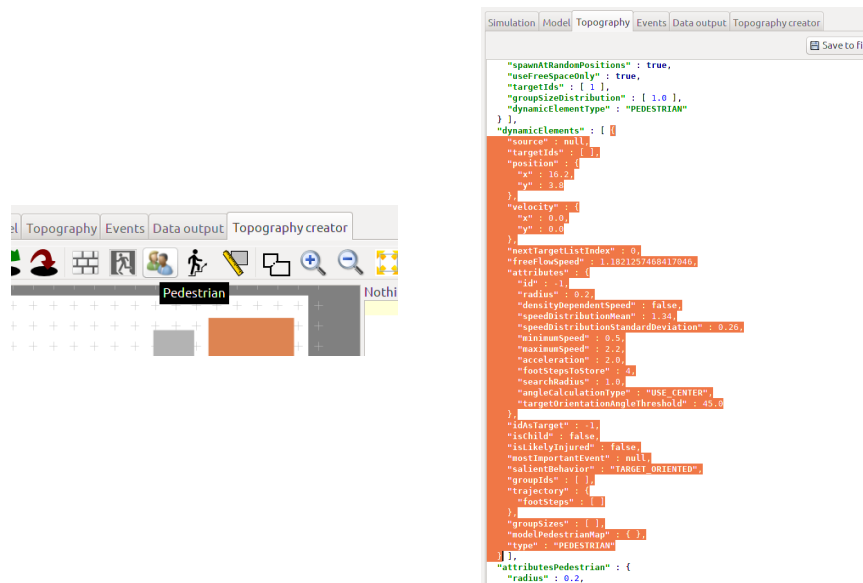 Topography Events Data output Topography creator
Pedestrian
Nothi
Simulation Model Topography Events Data output Topography creator
Save to fi
"spawnAtRandomPositions" : true,
"useFreeSpaceOnly" : true,
"targetIds" : [ 1 ],
"groupSizeDistribution" : [ 1.0 ],
"dynamicElementType" : "PEDESTRIAN"
} ],
"dynamicElements" : [ {
"source" : null,
"targetIds" : [ ],
"position" : {
"x" : 16.2,
"y" : 3.8
},
"velocity" : {
"x" : 0.0,
"y" : 0.0
},
"nextTargetListIndex" : 0,
"freeFlowSpeed" : 1.1821257468417046,
"attributes" : {
"id" : -1,
"radius" : 0.2,
"densityDependentSpeed" : false,
"speedDistributionMean" : 1.34,
"speedDistributionStandardDeviation" : 0.26,
"minimumSpeed" : 0.5,
"maximumSpeed" : 2.2,
"acceleration" : 2.0,
"footStepsToStore" : 4,
"searchRadius" : 1.0,
"angleCalculationType" : "USE_CENTER",
"targetOrientationAngleThreshold" : 45.0
},
"idAsTarget" : -1,
"isChild" : false,
"isLikelyInjured" : false,
"mostImportantEvent" : null,
"salientBehavior" : "TARGET_ORIENTED",
"groupIds" : [ ],
"trajectory" : {
"footSteps" : [ ]
},
"groupSizes" : [ ],
"modelPedestrianMap" : { },
"type" : "PEDESTRIAN"
} ],
"attributesPedestrian" : {
"radius" : 0.2,